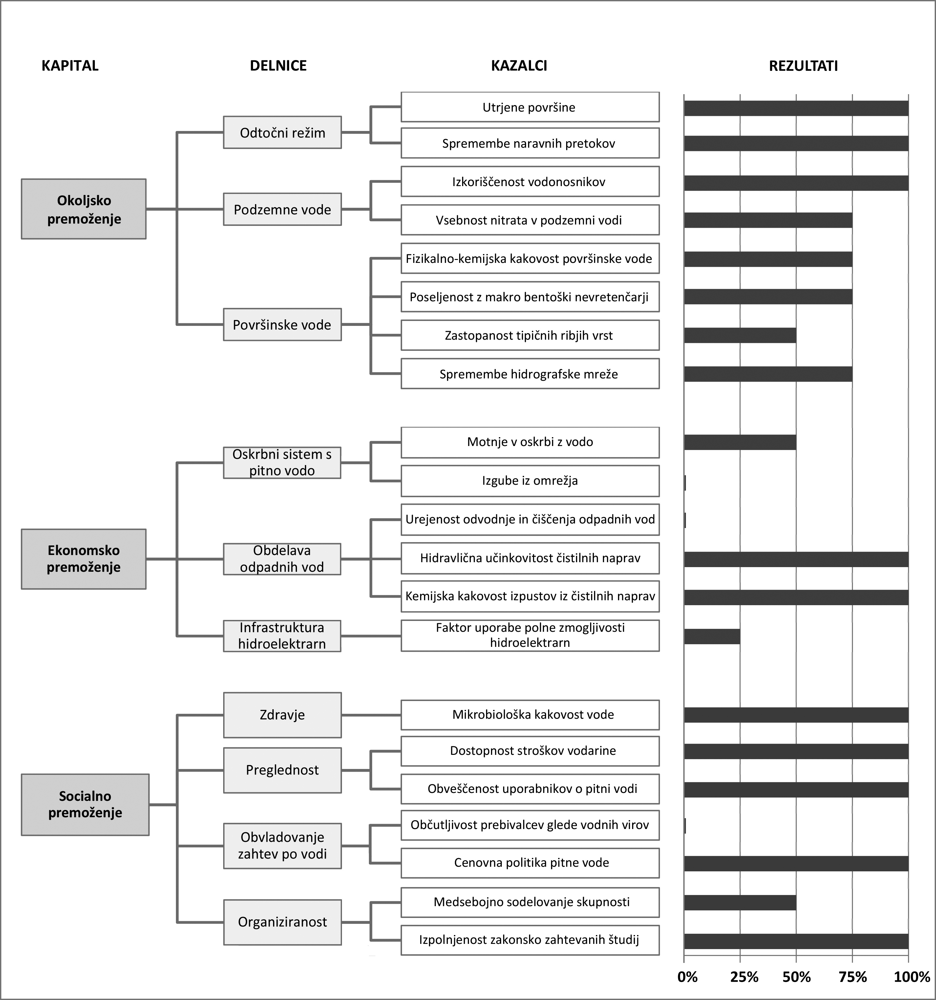 KAPITAL
DELNICE
KAZALCI
REZULTATI
Okoljsko
premoženje
Odtočni režim
Utrjene površine
Spremembe naravnih pretokov
Podzemne vode
Izkoriščenost vodonosnikov
Vsebnost nitrata v podzemni vodi
Površinske vode
Fizikalno-kemijska kakovost površinske vode
Poseljenost z makro bentoški nevretenčarji
Zastopanost tipičnih ribjih vrst
Spremembe hidrografske mreže
Ekonomsko
premoženje
Oskrbni sistem s
pitno vodo
Motnje v oskrbi z vodo
Izgube iz omrežja
Obdelava
odpadnih vod
Urejenost odvodnje in čiščenja odpadnih vod
Hidravlična učinkovitost čistilnih naprav
Kemijska kakovost izpustov iz čistilnih naprav
Infrastruktura
hidroelektrarn
Faktor uporabe polne zmogljivosti
hidroelektrarn
Socialno
premoženje
Zdravje
Mikrobiološka kakovost vode
Preglednost
Dostopnost stroškov vodarine
Obveščenost uporabnikov o pitni vodi
Obvladovanje
zahtev po vodi
Občutljivost prebivalcev glede vodnih virov
Cenovna politika pitne vode
Organiziranost
Medsebojno sodelovanje skupnosti
Izpolnjenost zakonsko zahtevanih študij
0% 25% 50% 75% 100%